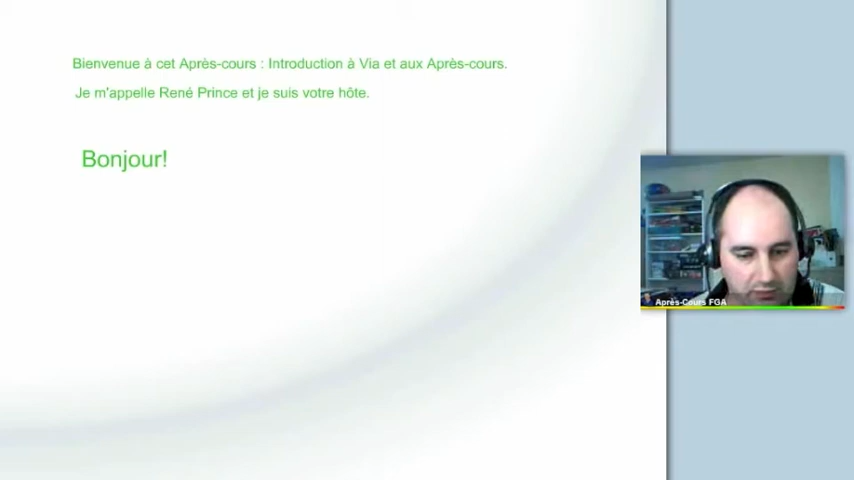 Bienvenue à cet Après-cours : Introduction à Via et aux Après-cours.
Je m'appelle René Prince et je suis votre hôte.
Bonjour!
Après-Cours FGA